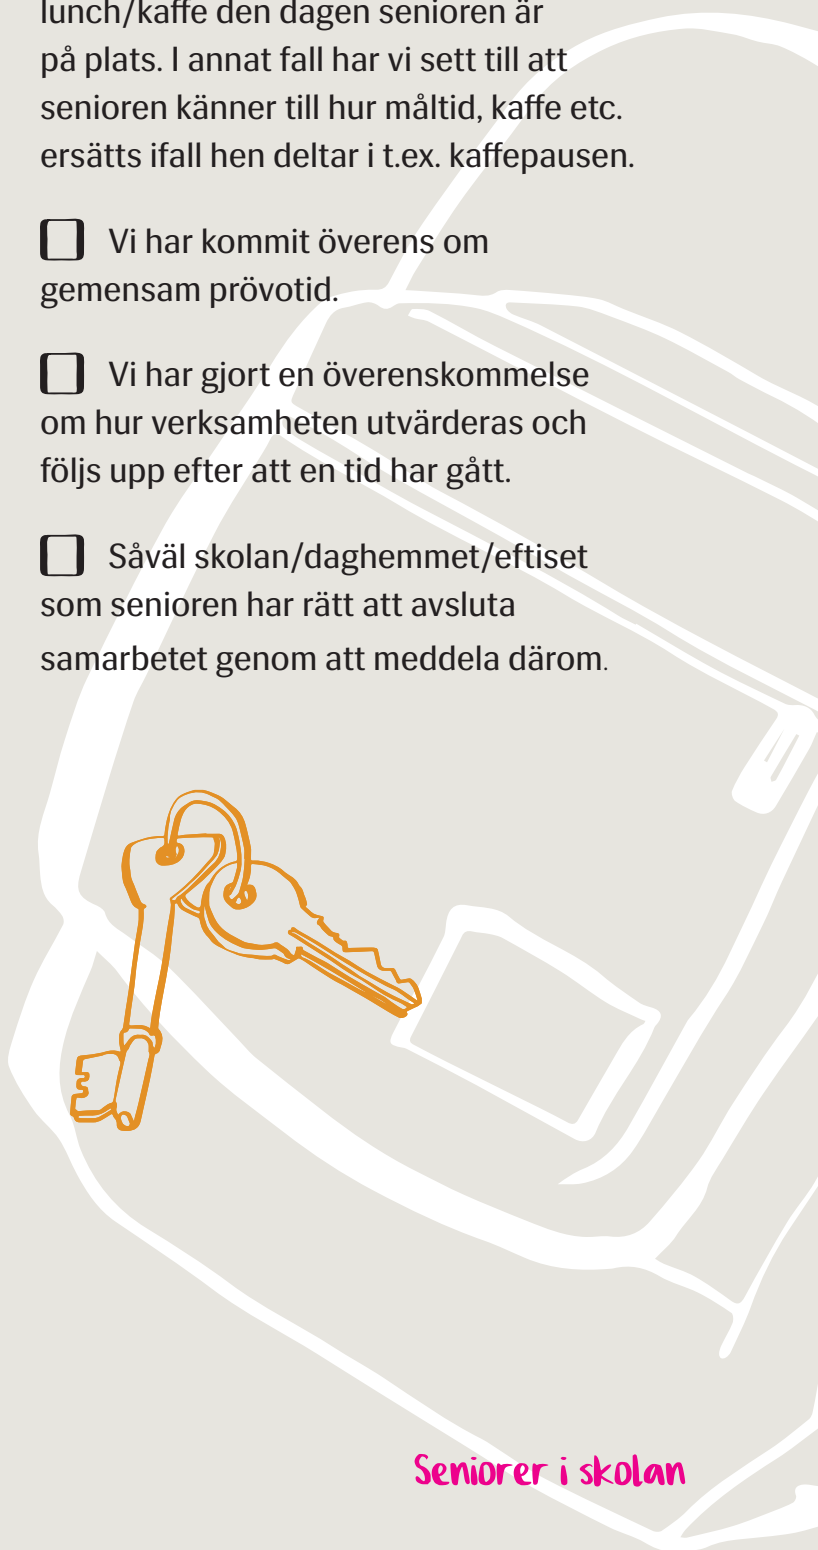 lunch/kaffe den dagen senioren är
på plats. I annat fall har vi sett till att
senioren känner till hur måltid, kaffe etc.
ersätts ifall hen deltar i t.ex. kaffepausen.
Vi har kommit överens om
gemensam prövotid.
Vi har gjort en överenskommelse
om hur verksamheten utvärderas och
följs upp efter att en tid har gått.
Såväl skolan/daghemmet/eftiset
som senioren har rätt att avsluta
samarbetet genom att meddela därom.
Seniorer i skolan